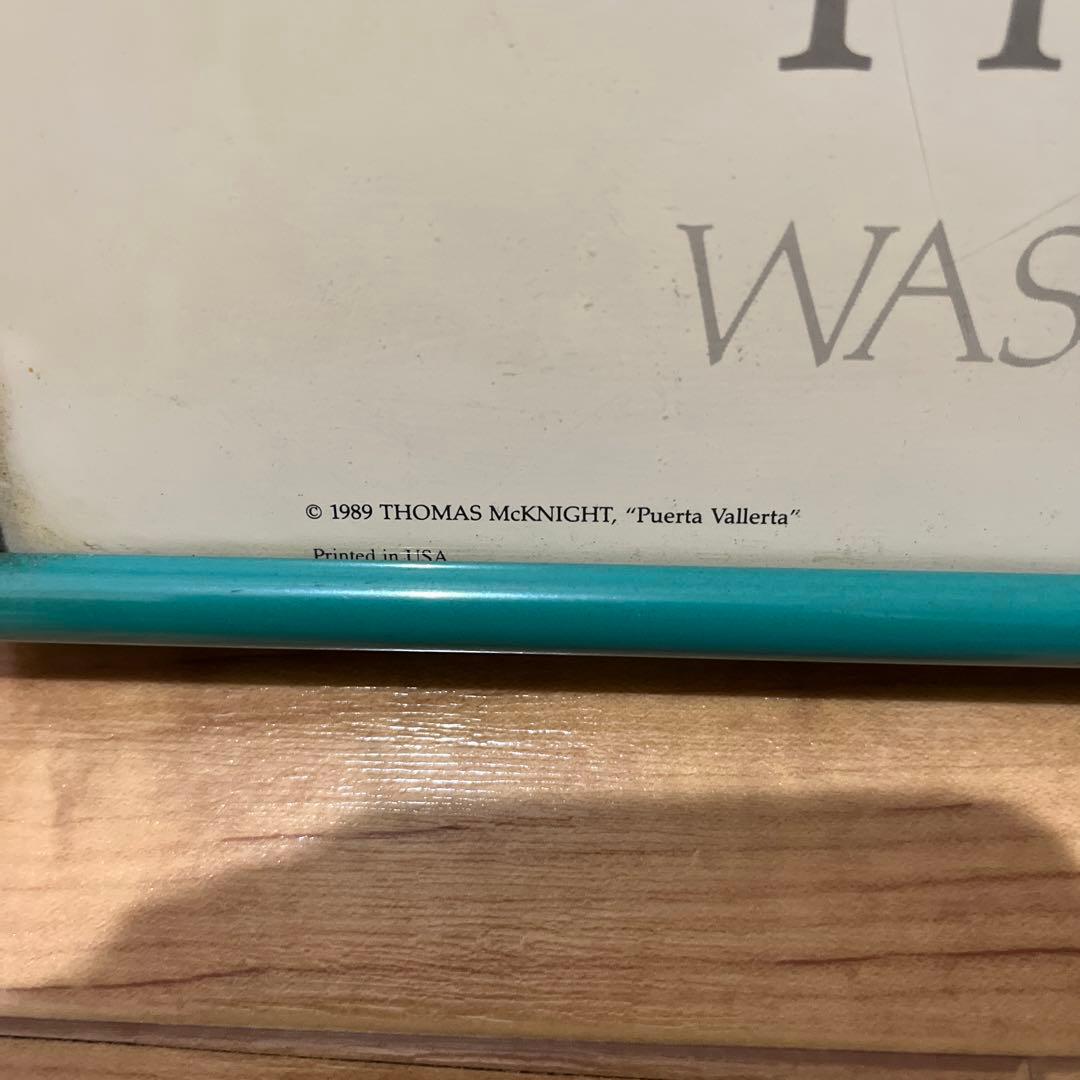 WAS
© 1989 THOMAS McKNIGHT, “Puerta Vallerta”
Printed in USA